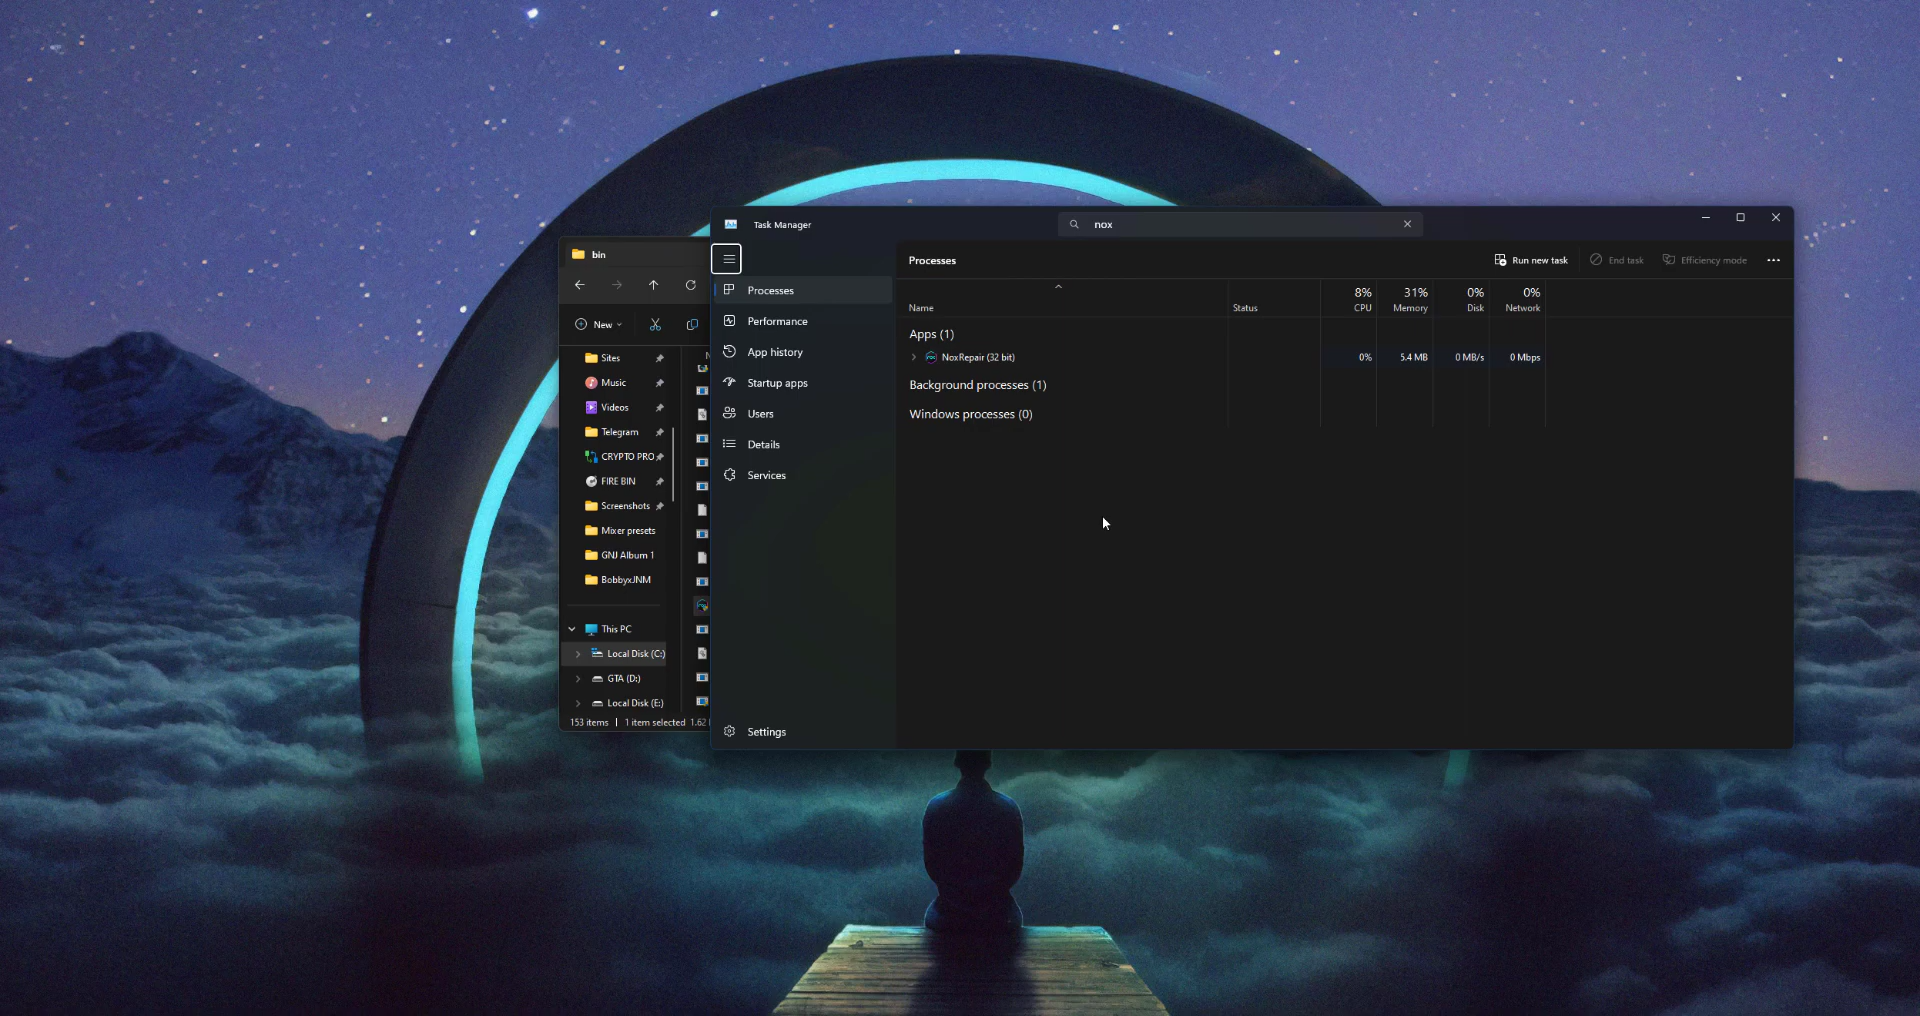 Task Manager
nox
bin
Processes
Run new task
End task
Efficiency mode
Processes
Performance
App history
Startup apps
Users
Details
Services
Settings
Name
Status
8%
CPU
31%
Memory
0%
Disk
0%
Network
Apps (1)
NoxRepair (32 bit)
0%
5.4 MB
0 MB/s
0 Mbps
Background processes (1)
Windows processes (0)
New
Sites
Music
Videos
Telegram
CRYPTO PRO
FIRE BIN
Screenshots
Mixer presets
GNJ Album 1
BobbyxJNM
This PC
Local Disk (C:)
GTA (D:)
Local Disk (E:)
153 items
1 item selected 1.62